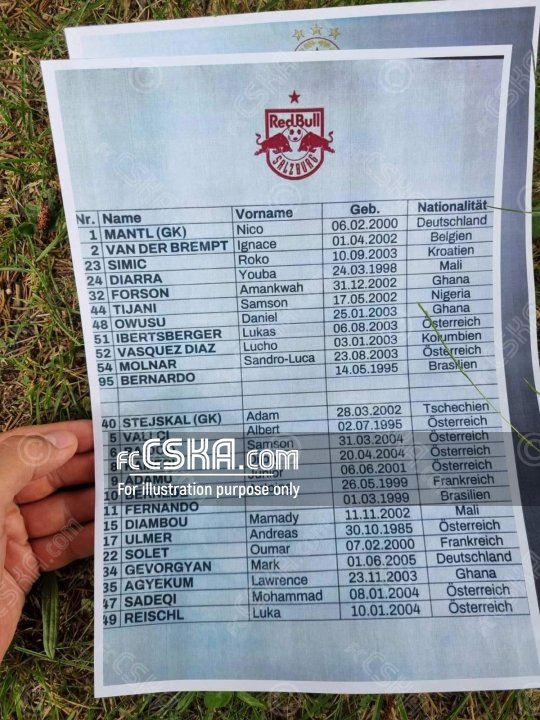 RedBull
SALZBURG
Nr. Name Vorname Geb. Nationalität
1 MANTL (GK) Nico 06.02.2000 Deutschland
2 VAN DER BREMPT Ignace 01.04.2002 Belgien
23 SIMIC Roko 10.09.2003 Kroatien
24 DIARRA Youba 24.03.1998 Mali
32 FORSON Amankwah 31.12.2002 Ghana
44 TIJANI Samson 17.05.2002 Nigeria
48 OWUSU Daniel 25.01.2003 Ghana
51 IBERTSBERGER Lukas 06.08.2003 Österreich
52 VASQUEZ DIAZ Lucho 03.01.2003 Kolumbien
54 MOLNAR Sandro-Luca 23.08.2003 Österreich
95 BERNARDO 14.05.1995 Brasilien
40 STEJSKAL (GK) Adam 28.03.2002 Tschechien
5 Albert 02.07.1995 Österreich
Samson 31.03.2004 Österreich
20.04.2004 Österreich
9 ADAMU Junior 06.06.2001 Österreich
10 26.05.1999 Frankreich
11 FERNANDO 01.03.1999 Brasilien
15 DIAMBOU Mamady 11.11.2002 Mali
17 ULMER Andreas 30.10.1985 Österreich
22 SOLET Oumar 07.02.2000 Frankreich
34 GEVORGYAN Mark 01.06.2005 Deutschland
35 AGYEKUM Lawrence 23.11.2003 Ghana
47 SADEQI Mohammad 08.01.2004 Österreich
49 REISCHL Luka 10.01.2004 Österreich
fcCSKA.com
For illustration purpose only